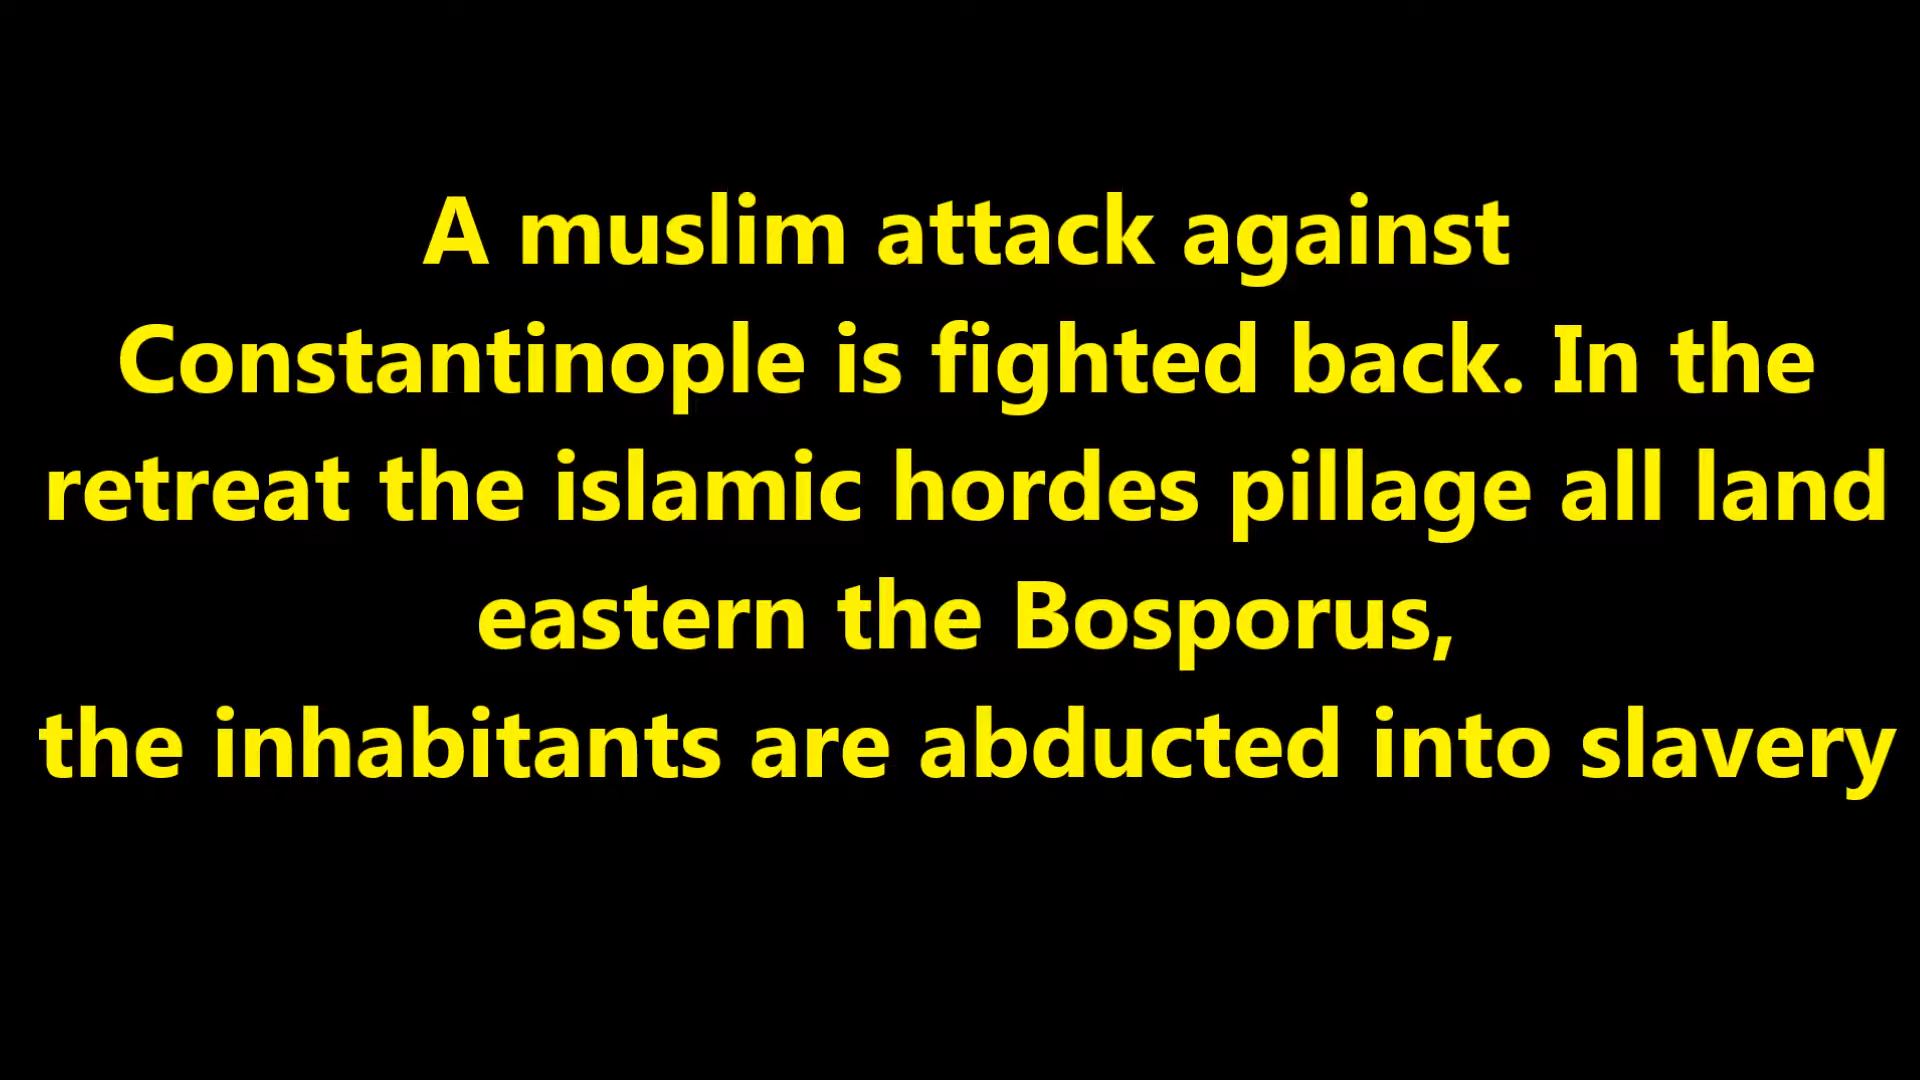 A muslim attack against
Constantinople is fighted back. In the
retreat the islamic hordes pillage all land
eastern the Bosporus,
the inhabitants are abducted into slavery